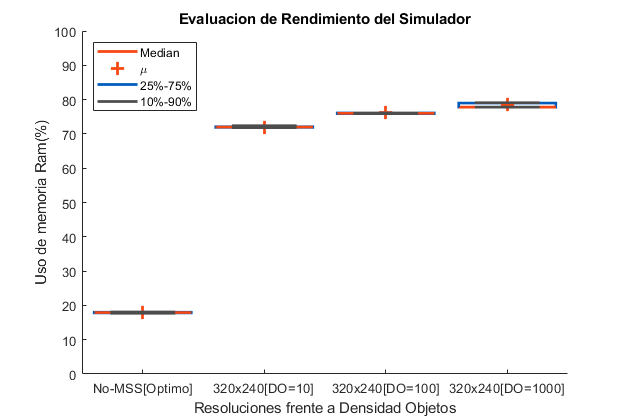 Evaluacion de Rendimiento del Simulador
Median
μ
25%-75%
10%-90%
100
90
80
70
60
50
40
30
20
10
0
Uso de memoria Ram(%)
No-MSS[Optimo]
320x240[DO=10]
320x240[DO=100]
320x240[DO=1000]
Resoluciones frente a Densidad Objetos